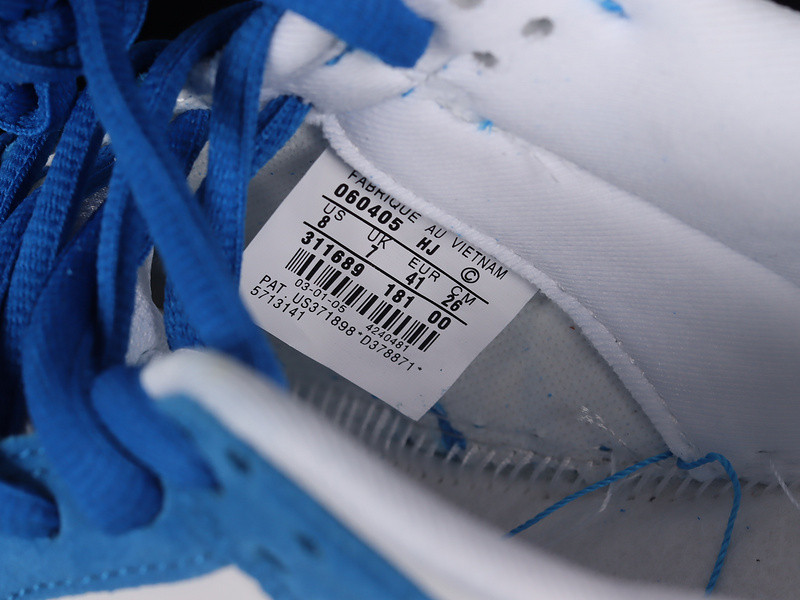 FABRIQUE AU VIETNAM
060405 HJ ©
US UK EUR CM
8 7 41 26
311689 181 00
03-01-05 4240481
PAT. US371898*D378871*
5713141